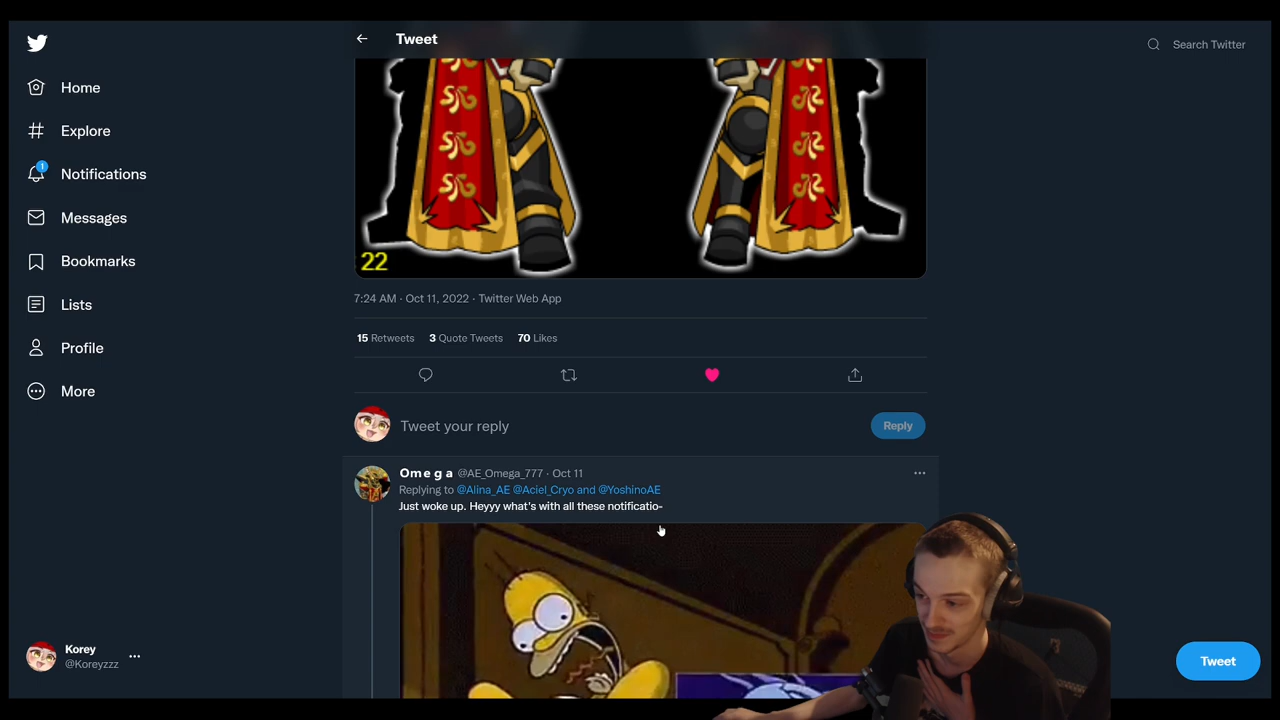 Tweet
Search Twitter
Home
Explore
1
Notifications
Messages
Bookmarks
Lists
Profile
More
22
7:24 AM · Oct 11, 2022 · Twitter Web App
15 Retweets 3 Quote Tweets 70 Likes
Tweet your reply
Reply
Omega @AE_Omega_777 · Oct 11
Replying to @Alina_AE @Aciel_Cryo and @YoshinoAE
Just woke up. Heyyy what's with all these notificatio-
Korey
@Koreyzzz
Tweet